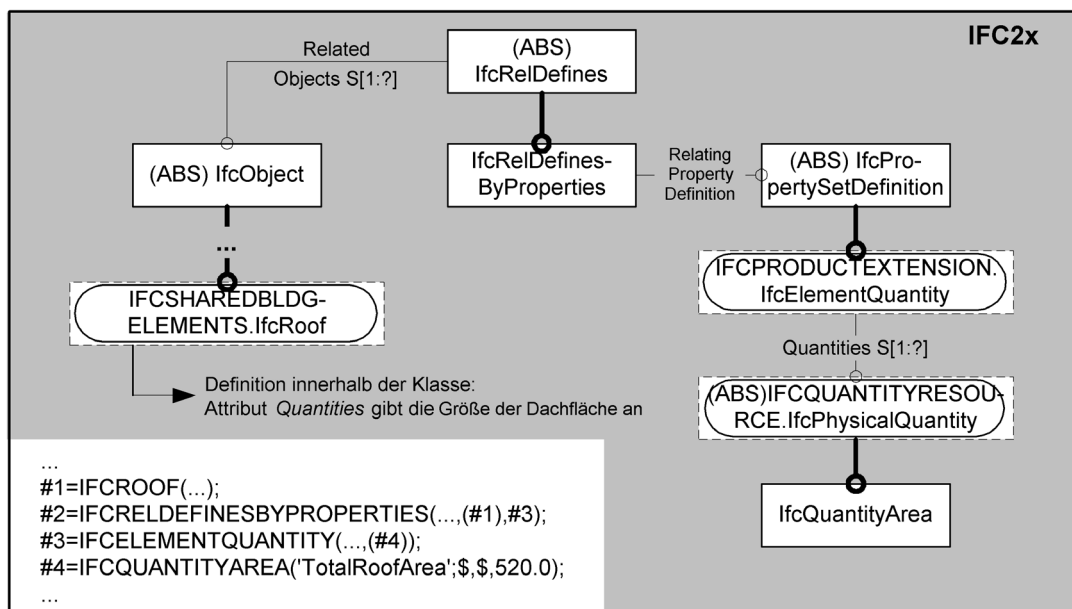 IFC2x
(ABS)
IfcRelDefines
Related
Objects S[1:?]
(ABS) IfcObject
IfcRelDefines-
ByProperties
Relating
Property
Definition
(ABS) IfcPro-
pertySetDefinition
...
IFCSHAREDBLDG-
ELEMENTS.IfcRoof
IFCPRODUCTEXTENSION.
IfcElementQuantity
Quantities S[1:?]
Definition innerhalb der Klasse:
Attribut Quantities gibt die Größe der Dachfläche an
(ABS)IFCQUANTITYRESOU-
RCE.IfcPhysicalQuantity
IfcQuantityArea
...
#1=IFCROOF(...);
#2=IFCRELDEFINESBYPROPERTIES(...,(#1),#3);
#3=IFCELEMENTQUANTITY(...,(#4));
#4=IFCQUANTITYAREA('TotalRoofArea';$,$,520.0);
...